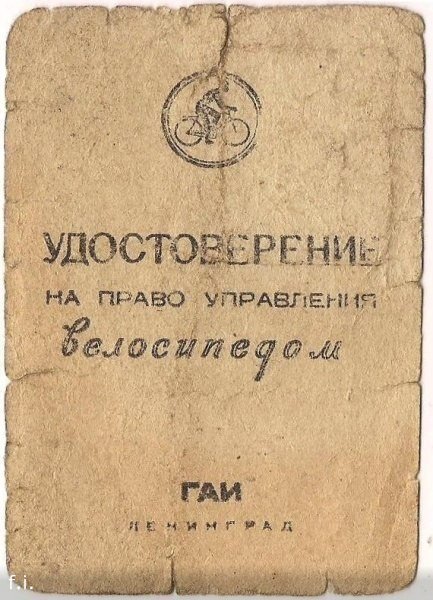 УДОСТОВЕРЕНИЕ
НА ПРАВО УПРАВЛЕНИЯ
велосипедом
ГАИ
ЛЕНИНГРАД
f.i.